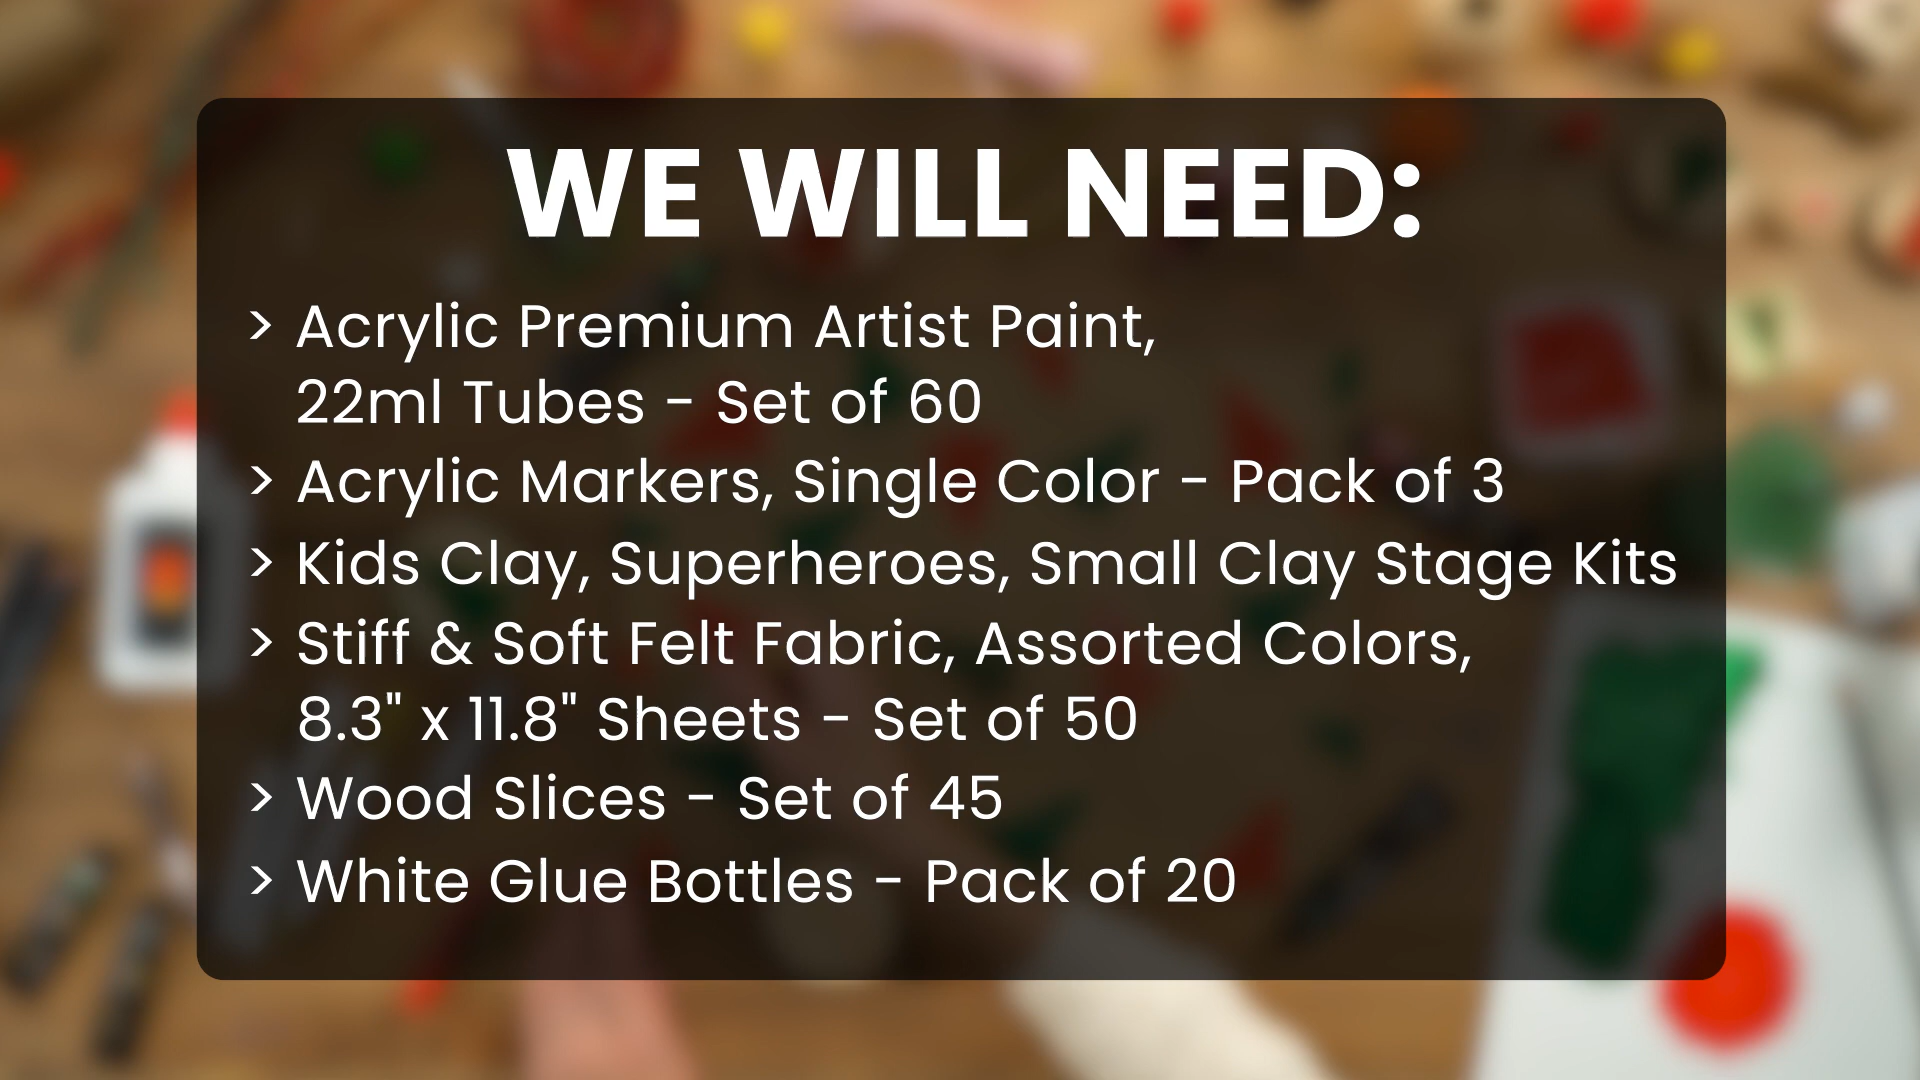 WE WILL NEED:
> Acrylic Premium Artist Paint,
22ml Tubes - Set of 60
> Acrylic Markers, Single Color - Pack of 3
> Kids Clay, Superheroes, Small Clay Stage Kits
> Stiff & Soft Felt Fabric, Assorted Colors,
8.3" x 11.8" Sheets - Set of 50
> Wood Slices - Set of 45
> White Glue Bottles - Pack of 20